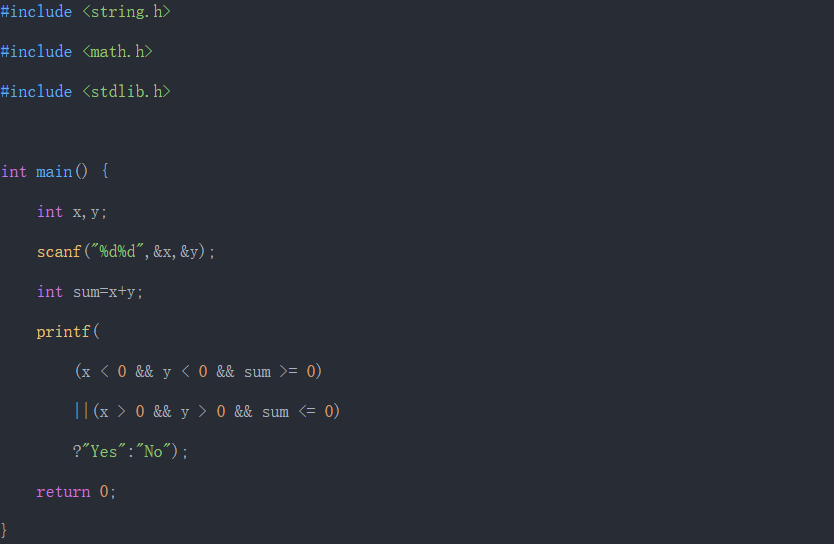 #include <string.h>
#include <math.h>
#include <stdlib.h>
int main() {
    int x,y;
    scanf("%d%d",&x,&y);
    int sum=x+y;
    printf(
        (x < 0 && y < 0 && sum >= 0)
        ||(x > 0 && y > 0 && sum <= 0)
        ?"Yes":"No");
    return 0;
}